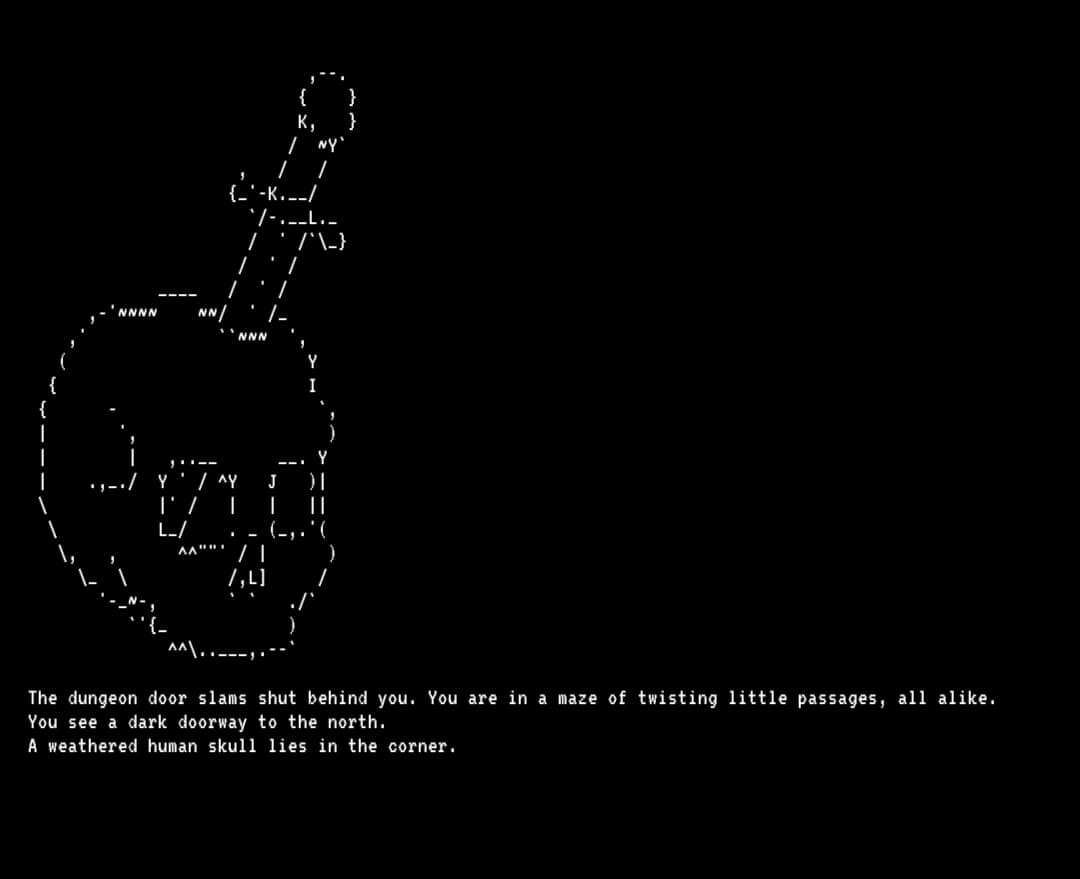 The dungeon door slams shut behind you. You are in a maze of twisting little passages, all alike.
You see a dark doorway to the north.
A weathered human skull lies in the corner.